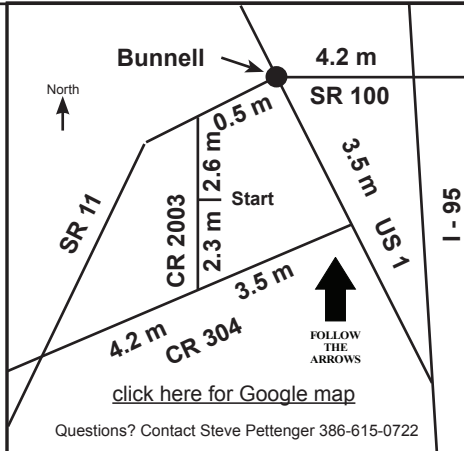 Bunnell
4.2 m
SR 100
North
0.5 m
2.6 m
Start
3.5 m
US 1
I - 95
SR 11
CR 2003
2.3 m
3.5 m
4.2 m
CR 304
FOLLOW
THE
ARROWS
click here for Google map
Questions? Contact Steve Pettenger 386-615-0722